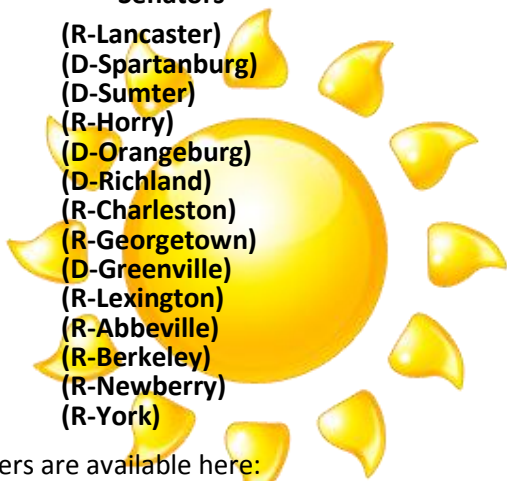 Senators
(R-Lancaster)
(D-Spartanburg)
(D-Sumter)
(R-Horry)
(D-Orangeburg)
(D-Richland)
(R-Charleston)
(R-Georgetown)
(D-Greenville)
(R-Lexington)
(R-Abbeville)
(R-Berkeley)
(R-Newberry)
(R-York)
ers are available here: